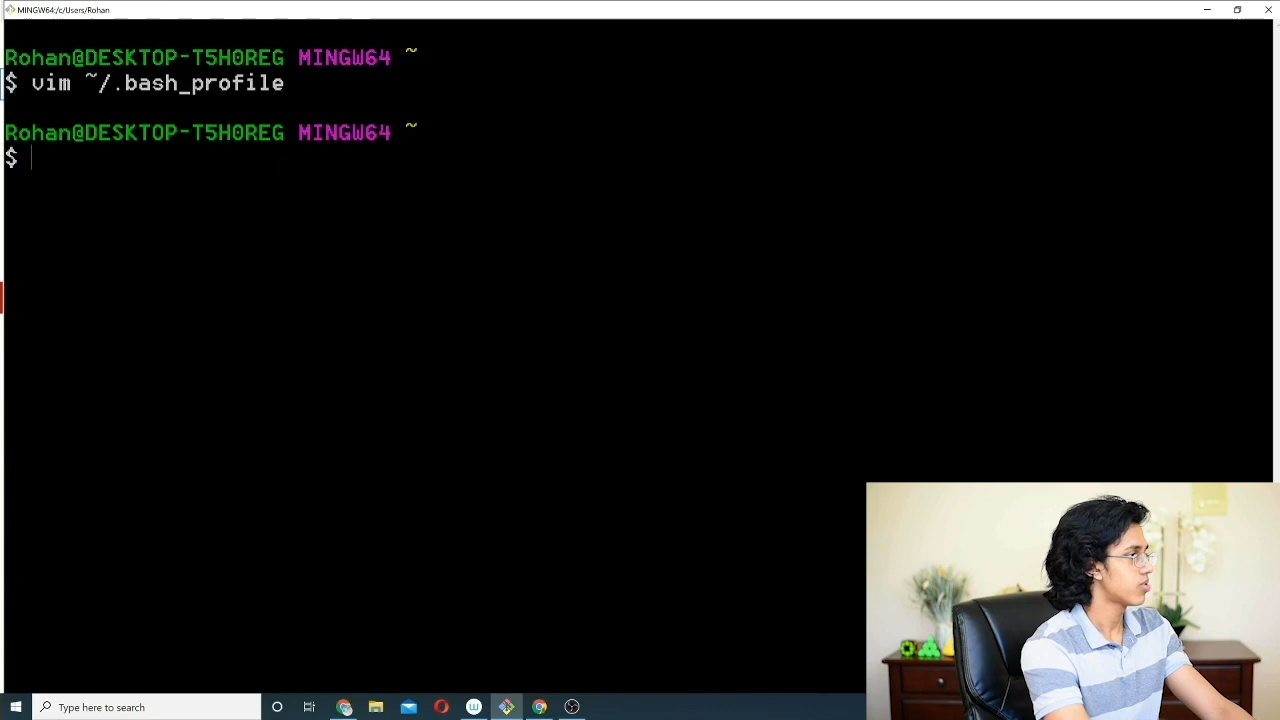 MINGW64:/c/Users/Rohan
Rohan@DESKTOP-T5H0REG MINGW64 ~
$ vim ~/.bash_profile
Rohan@DESKTOP-T5H0REG MINGW64 ~
$
Type here to search